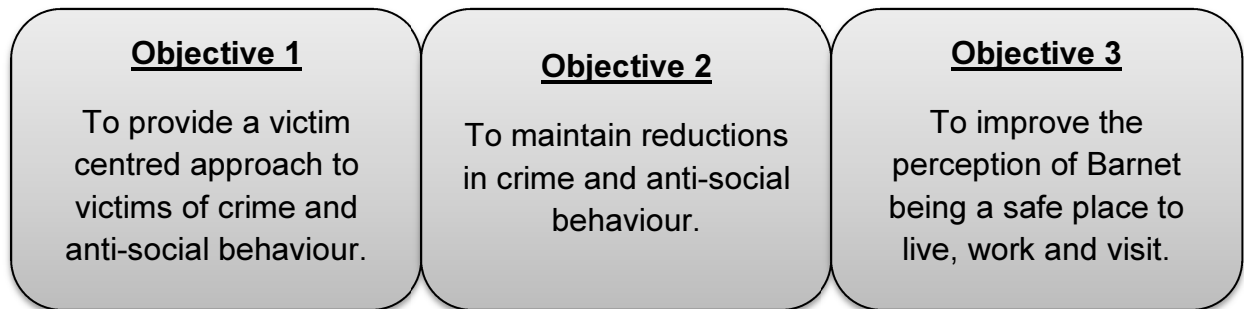 Objective 1
To provide a victim
centred approach to
victims of crime and
anti-social behaviour.
Objective 2
To maintain reductions
in crime and anti-social
behaviour.
Objective 3
To improve the
perception of Barnet
being a safe place to
live, work and visit.